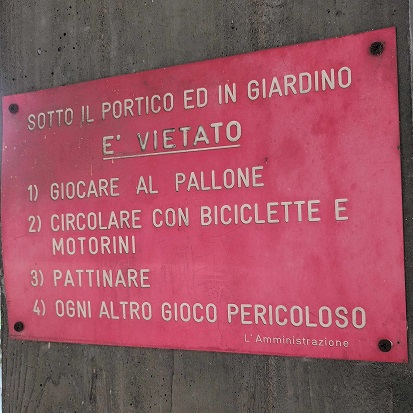 SOTTO IL PORTICO ED IN GIARDINO
E' VIETATO
1) GIOCARE AL PALLONE
2) CIRCOLARE CON BICICLETTE E
MOTORINI
3) PATTINARE
4) OGNI ALTRO GIOCO PERICOLOSO
L'Amministrazione